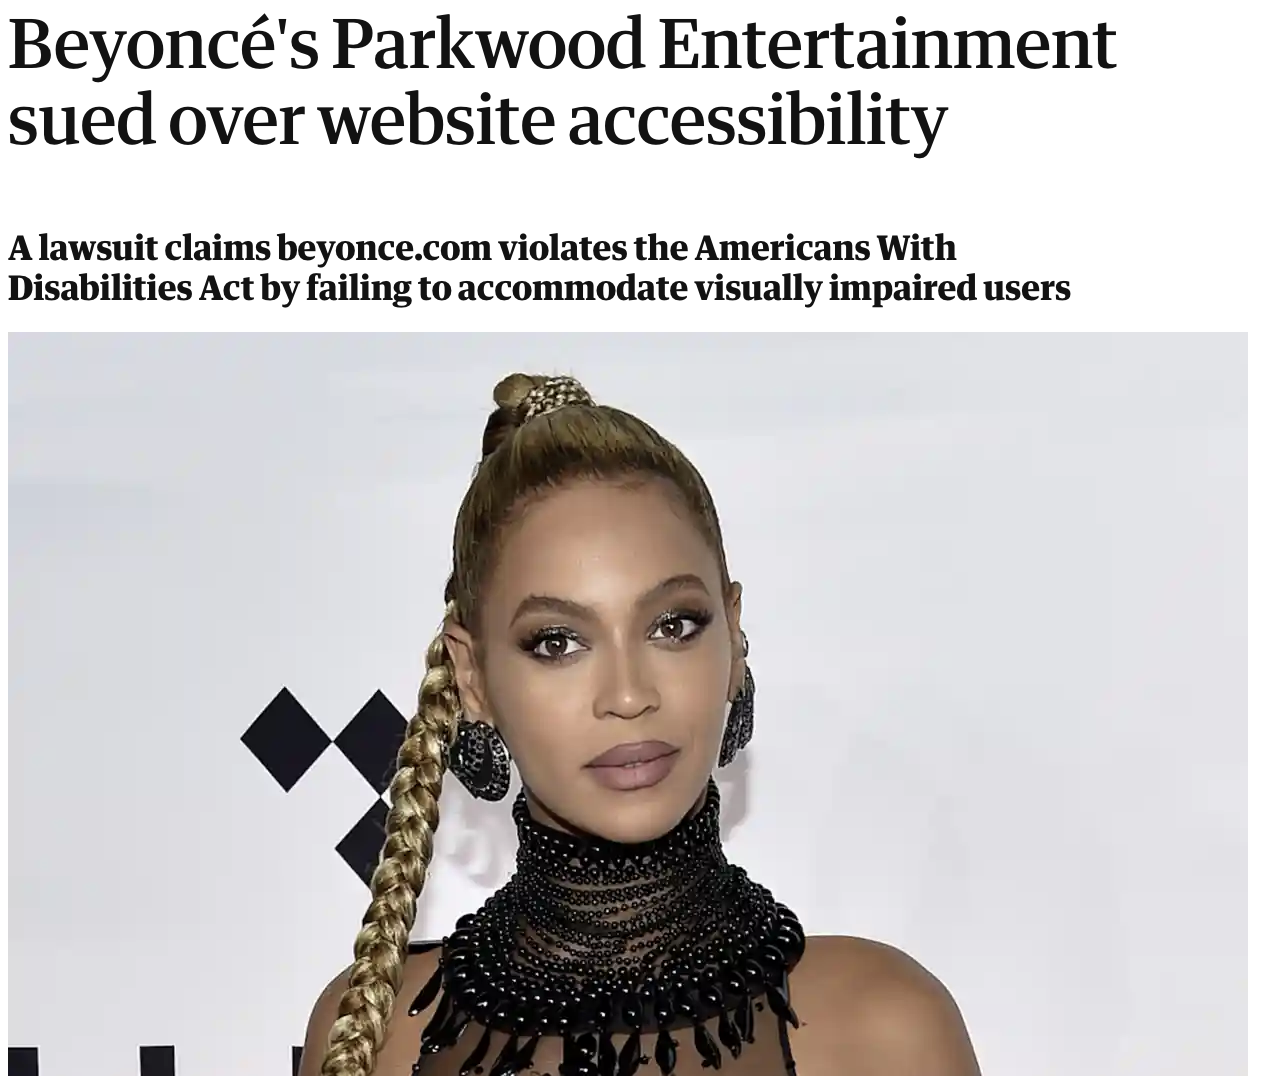 Beyoncé's Parkwood Entertainment
sued over website accessibility
A lawsuit claims beyonce.com violates the Americans With
Disabilities Act by failing to accommodate visually impaired users